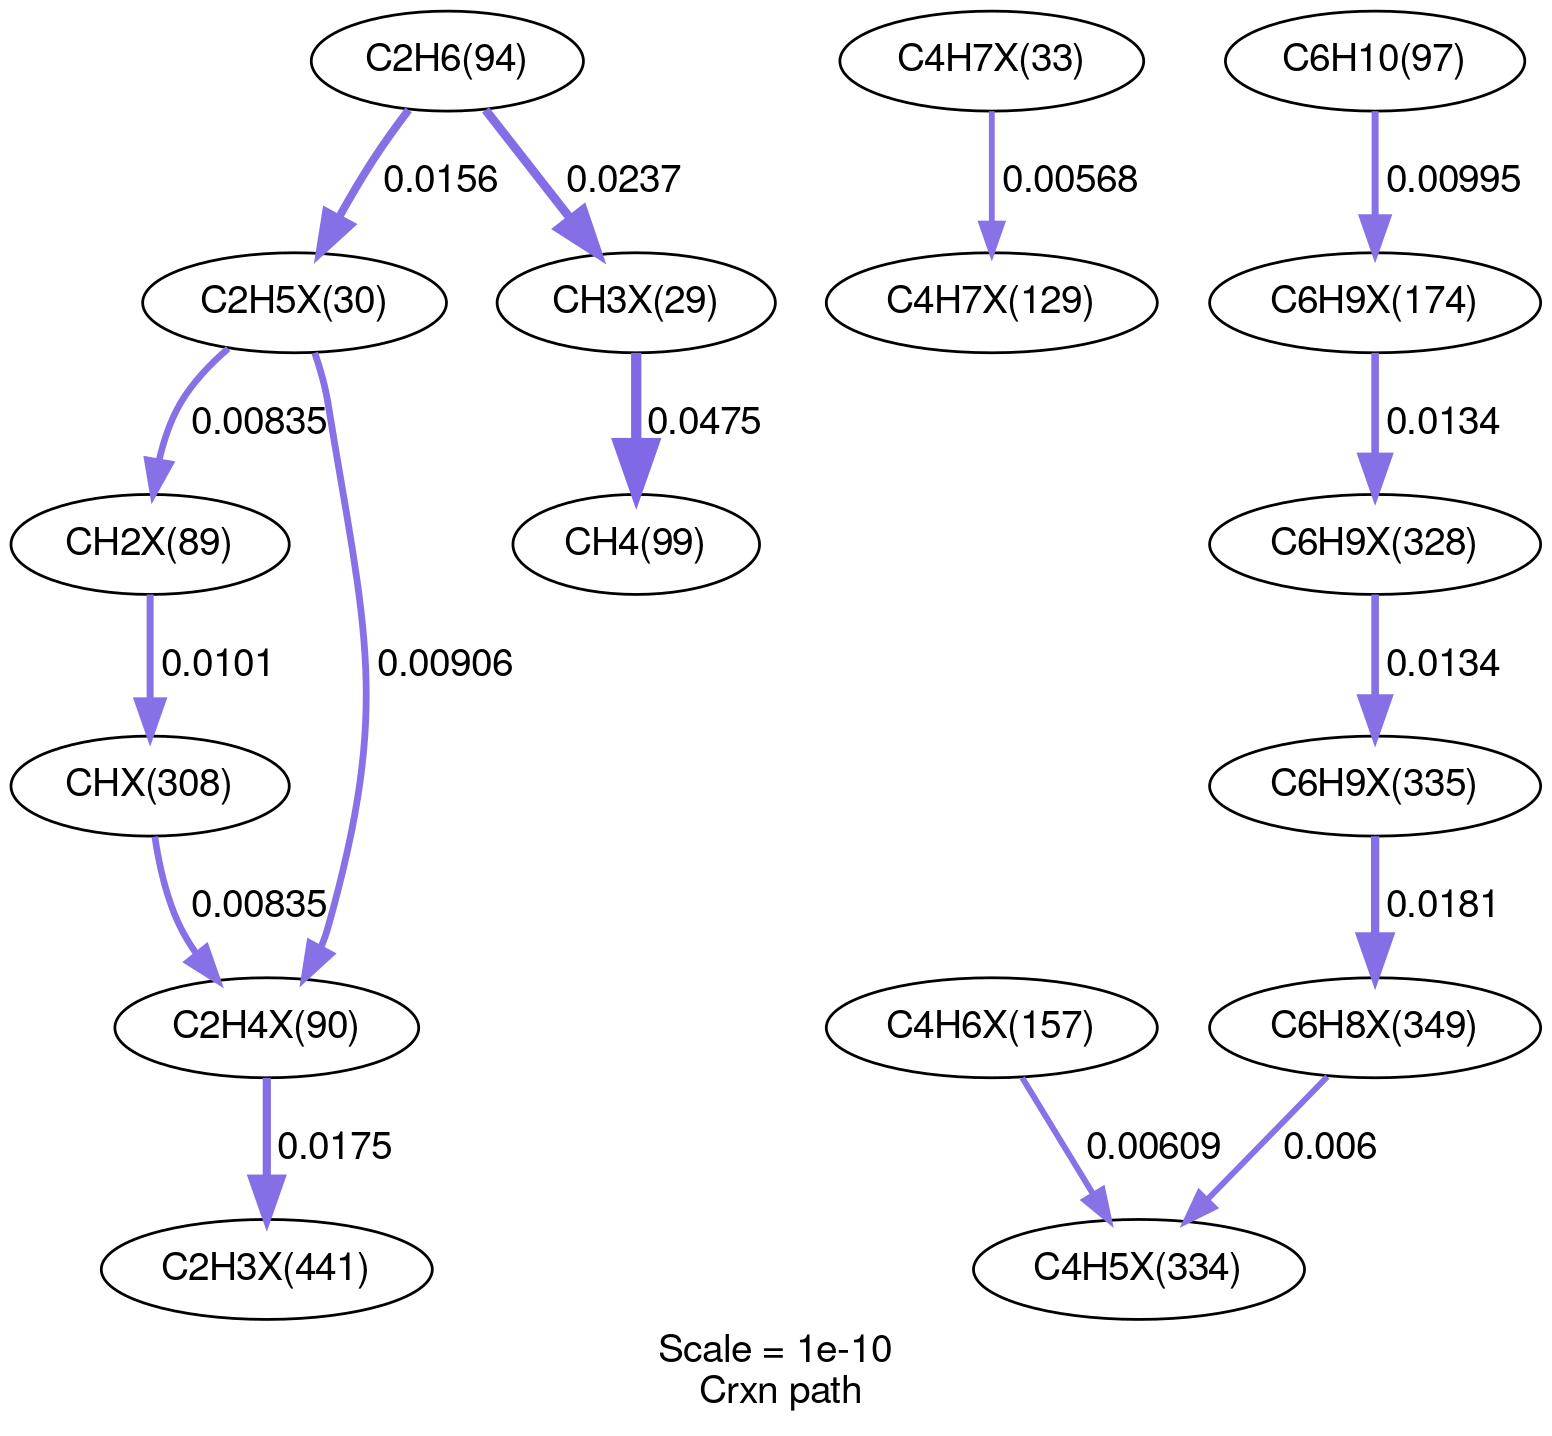 C2H6(94)
C4H7X(33)
C6H10(97)
0.0156
0.0237
0.00568
0.00995
C2H5X(30)
CH3X(29)
C4H7X(129)
C6H9X(174)
0.00835
0.0475
0.0134
CH2X(89)
CH4(99)
C6H9X(328)
0.0101
0.00906
0.0134
CHX(308)
C6H9X(335)
0.00835
0.0181
C2H4X(90)
C4H6X(157)
C6H8X(349)
0.0175
0.00609
0.006
C2H3X(441)
C4H5X(334)
Scale = 1e-10
Crxn path